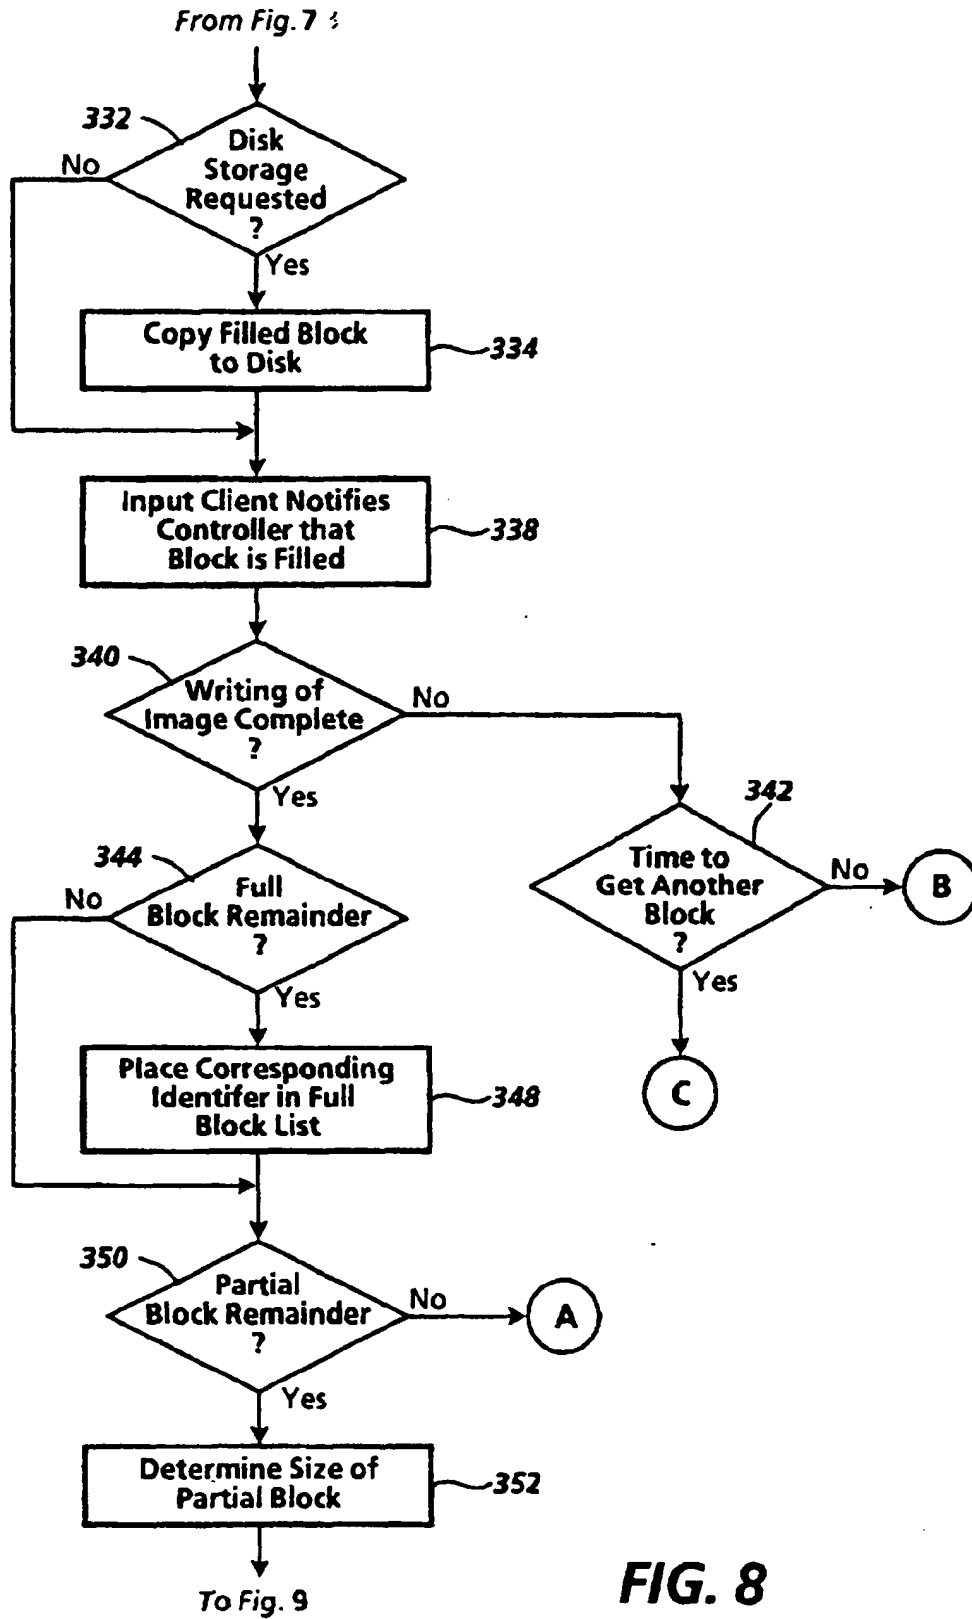 From Fig. 7
332
Disk
Storage
Requested
?
No
Yes
Copy Filled Block
to Disk
334
Input Client Notifies
Controller that
Block is Filled
338
340
Writing of
Image Complete
?
No
Yes
342
Time to
Get Another
Block
?
No
B
Yes
C
344
Full
Block Remainder
?
No
Yes
Place Corresponding
Identifer in Full
Block List
348
350
Partial
Block Remainder
?
No
A
Yes
Determine Size of
Partial Block
352
To Fig. 9
FIG. 8